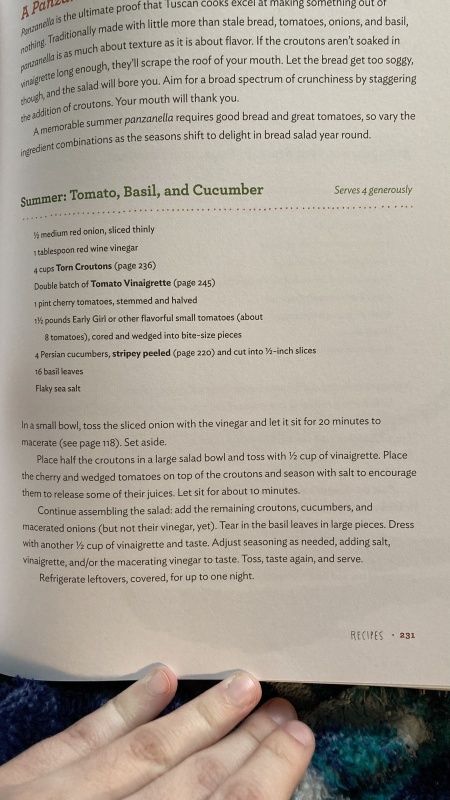 A Panza
Panzanella is the ultimate proof that Tuscan cooks excel at making something out of
nothing. Traditionally made with little more than stale bread, tomatoes, onions, and basil,
panzanella is as much about texture as it is about flavor. If the croutons aren't soaked in
vinaigrette long enough, they'll scrape the roof of your mouth. Let the bread get too soggy,
though, and the salad will bore you. Aim for a broad spectrum of crunchiness by staggering
the addition of croutons. Your mouth will thank you.
A memorable summer panzanella requires good bread and great tomatoes, so vary the
ingredient combinations as the seasons shift to delight in bread salad year round.
Summer: Tomato, Basil, and Cucumber Serves 4 generously
½ medium red onion, sliced thinly
1 tablespoon red wine vinegar
4 cups Torn Croutons (page 236)
Double batch of Tomato Vinaigrette (page 245)
1 pint cherry tomatoes, stemmed and halved
1½ pounds Early Girl or other flavorful small tomatoes (about
8 tomatoes), cored and wedged into bite-size pieces
4 Persian cucumbers, stripey peeled (page 220) and cut into ½-inch slices
16 basil leaves
Flaky sea salt
In a small bowl, toss the sliced onion with the vinegar and let it sit for 20 minutes to
macerate (see page 118). Set aside.
Place half the croutons in a large salad bowl and toss with ½ cup of vinaigrette. Place
the cherry and wedged tomatoes on top of the croutons and season with salt to encourage
them to release some of their juices. Let sit for about 10 minutes.
Continue assembling the salad: add the remaining croutons, cucumbers, and
macerated onions (but not their vinegar, yet). Tear in the basil leaves in large pieces. Dress
with another ½ cup of vinaigrette and taste. Adjust seasoning as needed, adding salt,
vinaigrette, and/or the macerating vinegar to taste. Toss, taste again, and serve.
Refrigerate leftovers, covered, for up to one night.
RECIPES • 231